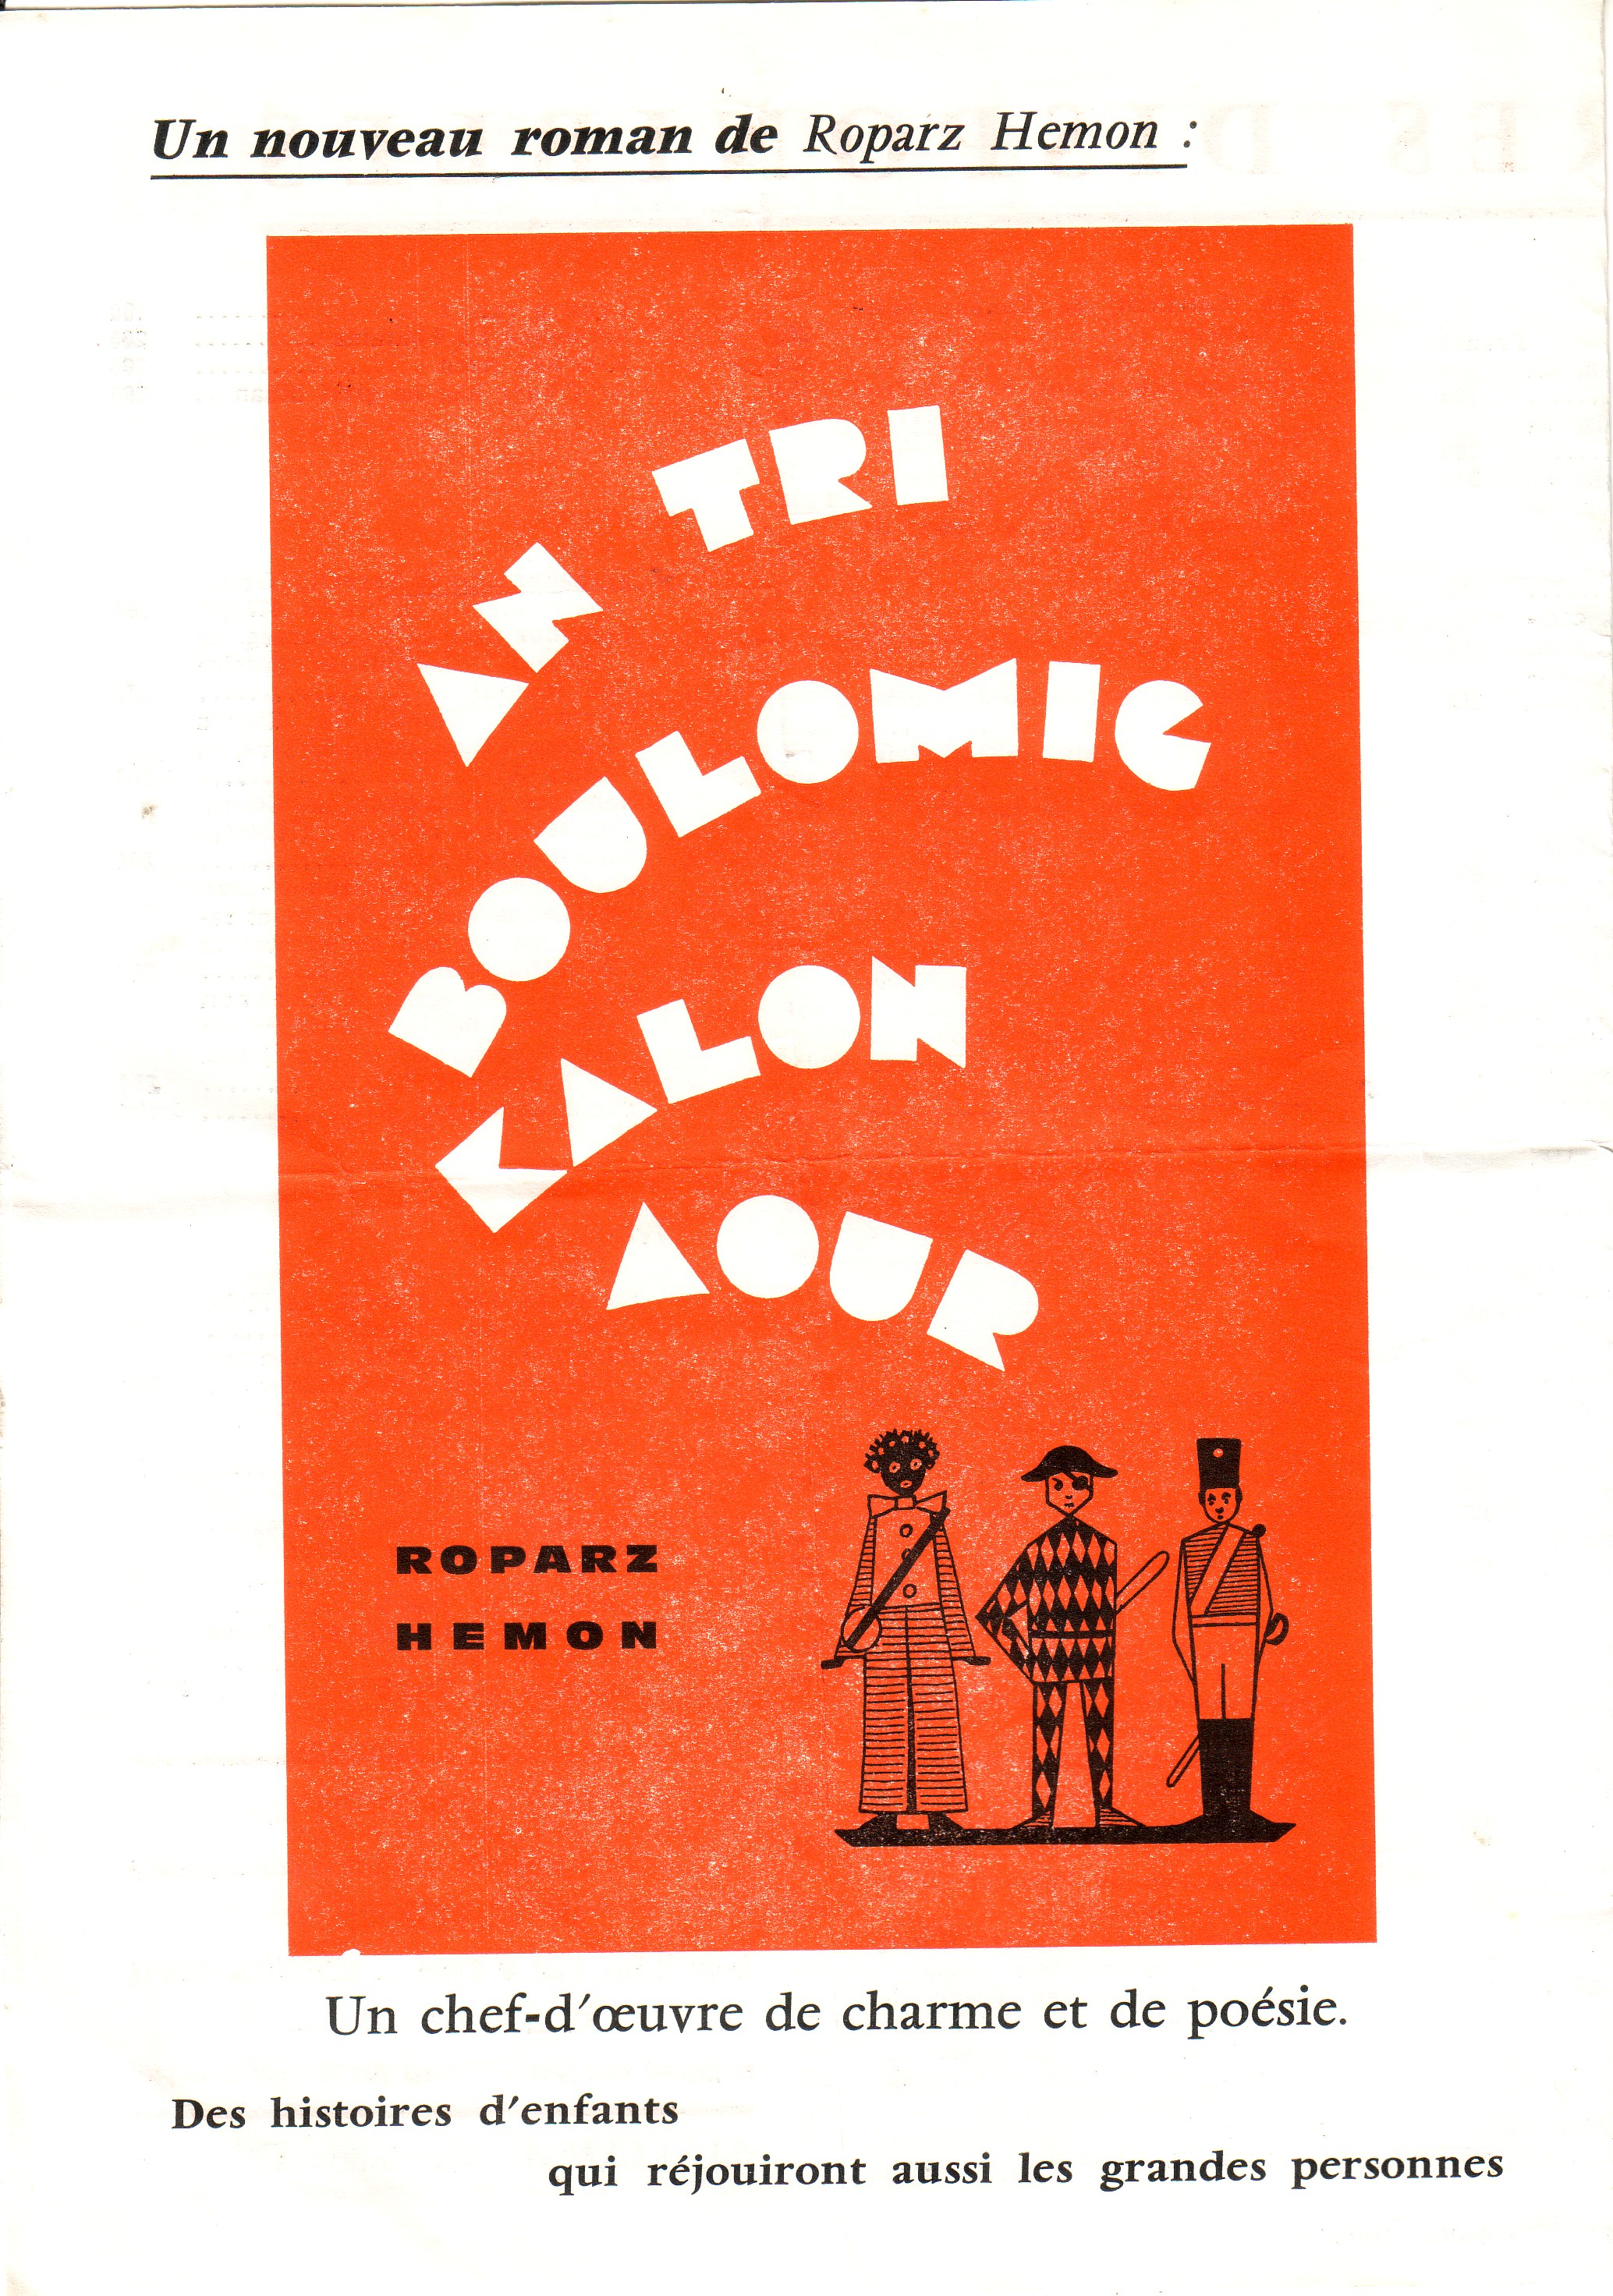 Un nouveau roman de Roparz Hemon :
AN TRI
BOULOMIG
KALON
AOUR
ROPARZ
HEMON
Un chef-d'œuvre de charme et de poésie.
Des histoires d'enfants
qui réjouiront aussi les grandes personnes